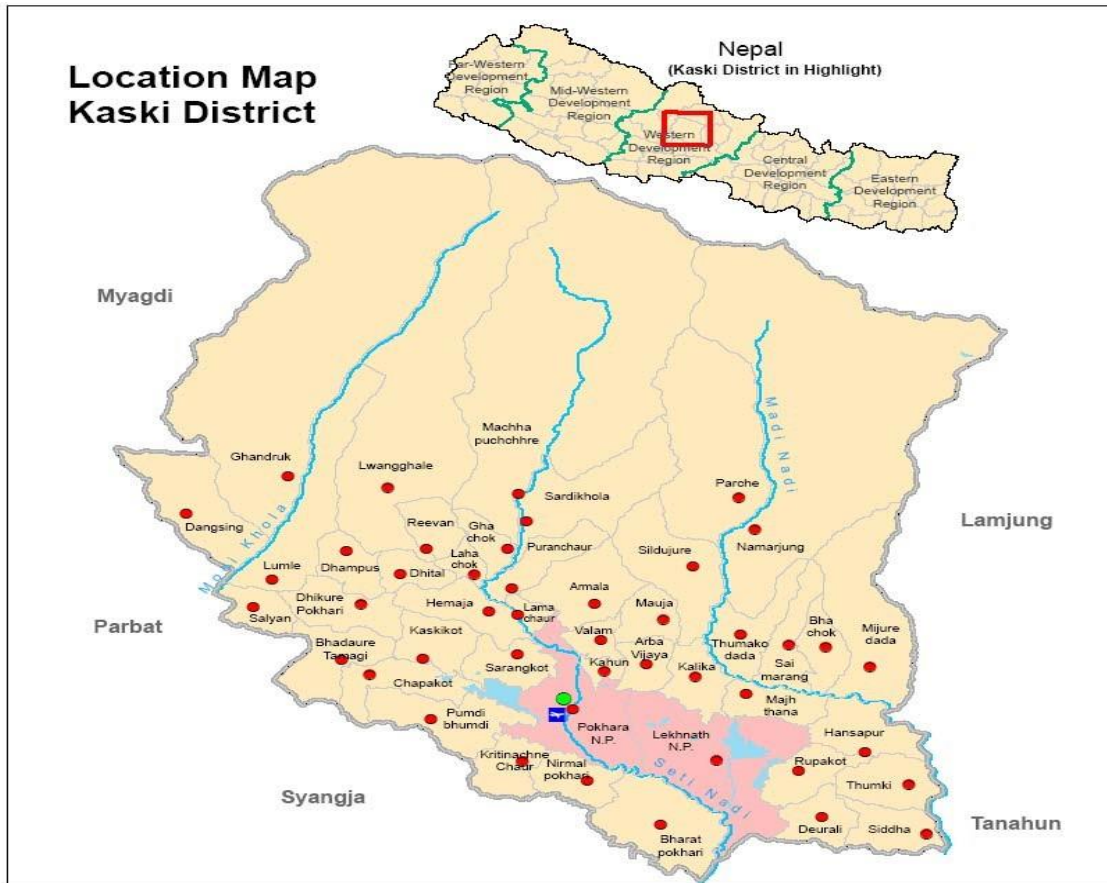 Location Map
Kaski District
Nepal
(Kaski District in Highlight)
Far-Western
Development
Region
Mid-Western
Development
Region
Western
Development
Region
Central
Development
Region
Eastern
Development
Region
Myagdi
Lamjung
Parbat
Syangja
Tanahun
Modi Khola
Madi Nadi
Seti Nadi
Machha
puchchhre
Ghandruk
Lwangghale
Sardikhola
Parche
Dangsing
Reevan
Gha
chok
Puranchaur
Sildujure
Namarjung
Lumle
Dhampus
Dhital
Laha
chok
Salyan
Dhikure
Pokhari
Hemaja
Lama
chaur
Armala
Mauja
Bha
chok
Mijure
dada
Bhadaure
Tamagi
Kaskikot
Valam
Arba
Vijaya
Thumako
dada
Sai
marang
Sarangkot
Kahun
Kalika
Chapakot
Majh
thana
Pumdi
bhumdi
Pokhara
N.P.
Lekhnath
N.P.
Hansapur
Kritinachne
Chaur
Nirmal
pokhari
Rupakot
Thumki
Bharat
pokhari
Deurali
Siddha